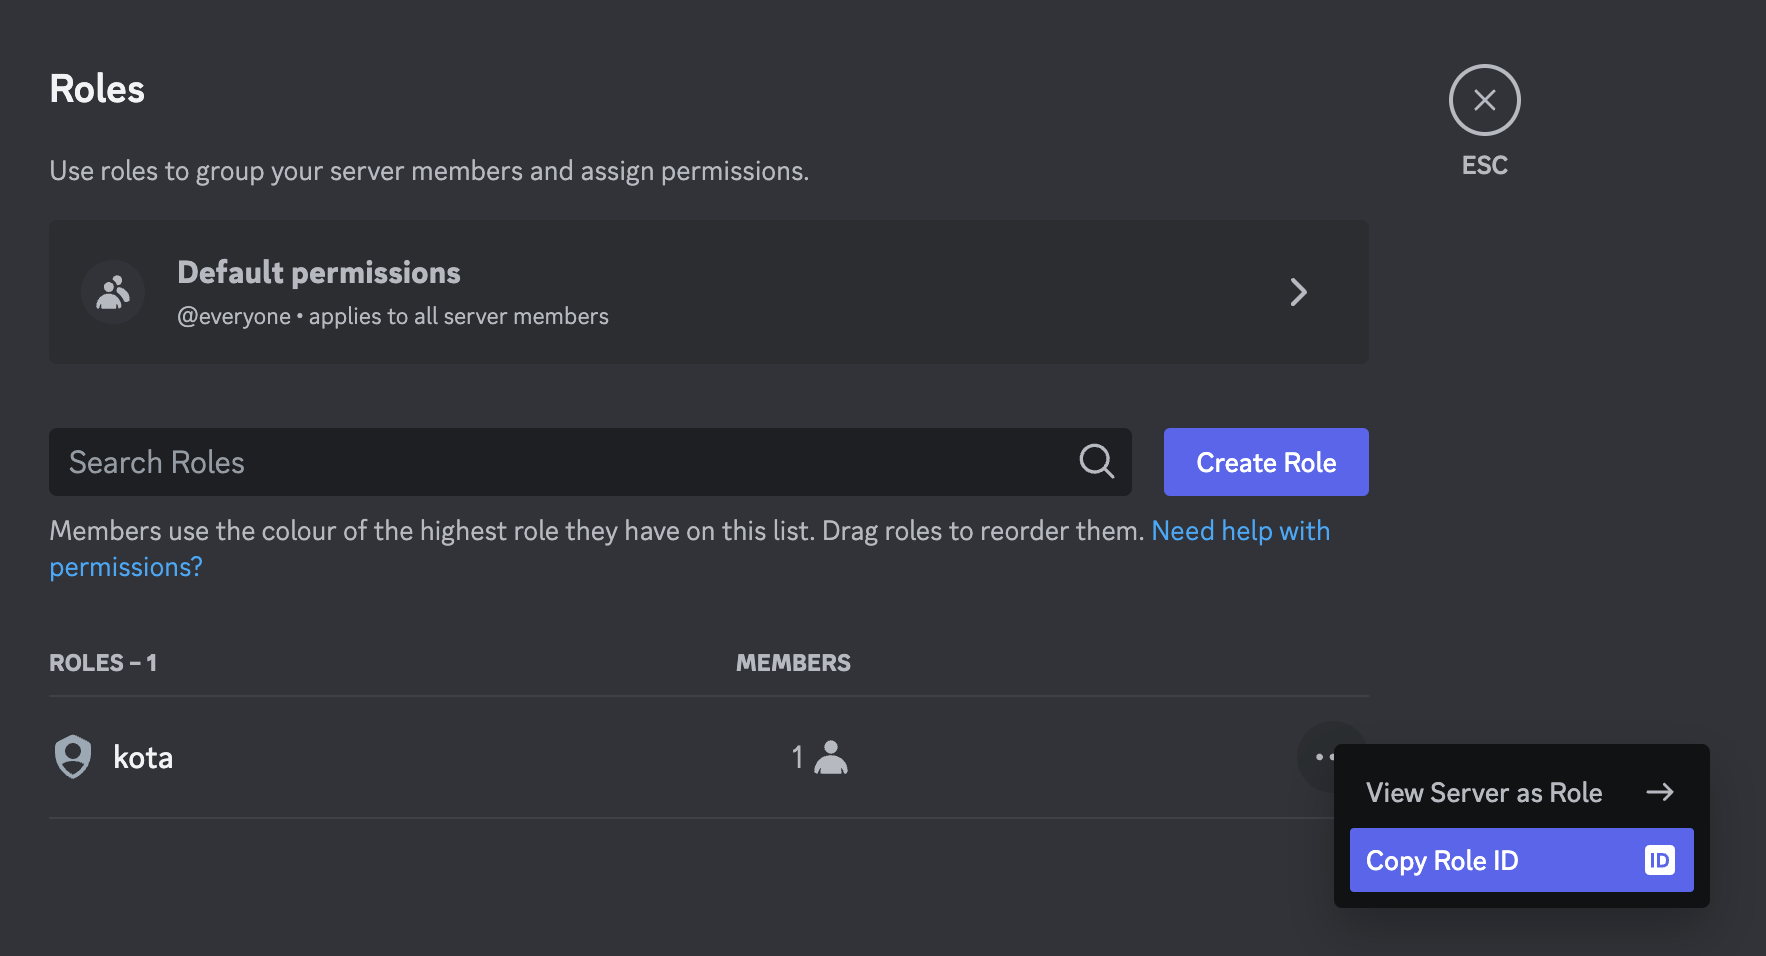 Roles
ESC
Use roles to group your server members and assign permissions.
Default permissions
@everyone • applies to all server members
Search Roles
Create Role
Members use the colour of the highest role they have on this list. Drag roles to reorder them. Need help with
permissions?
ROLES – 1
MEMBERS
kota
1
View Server as Role
Copy Role ID
ID